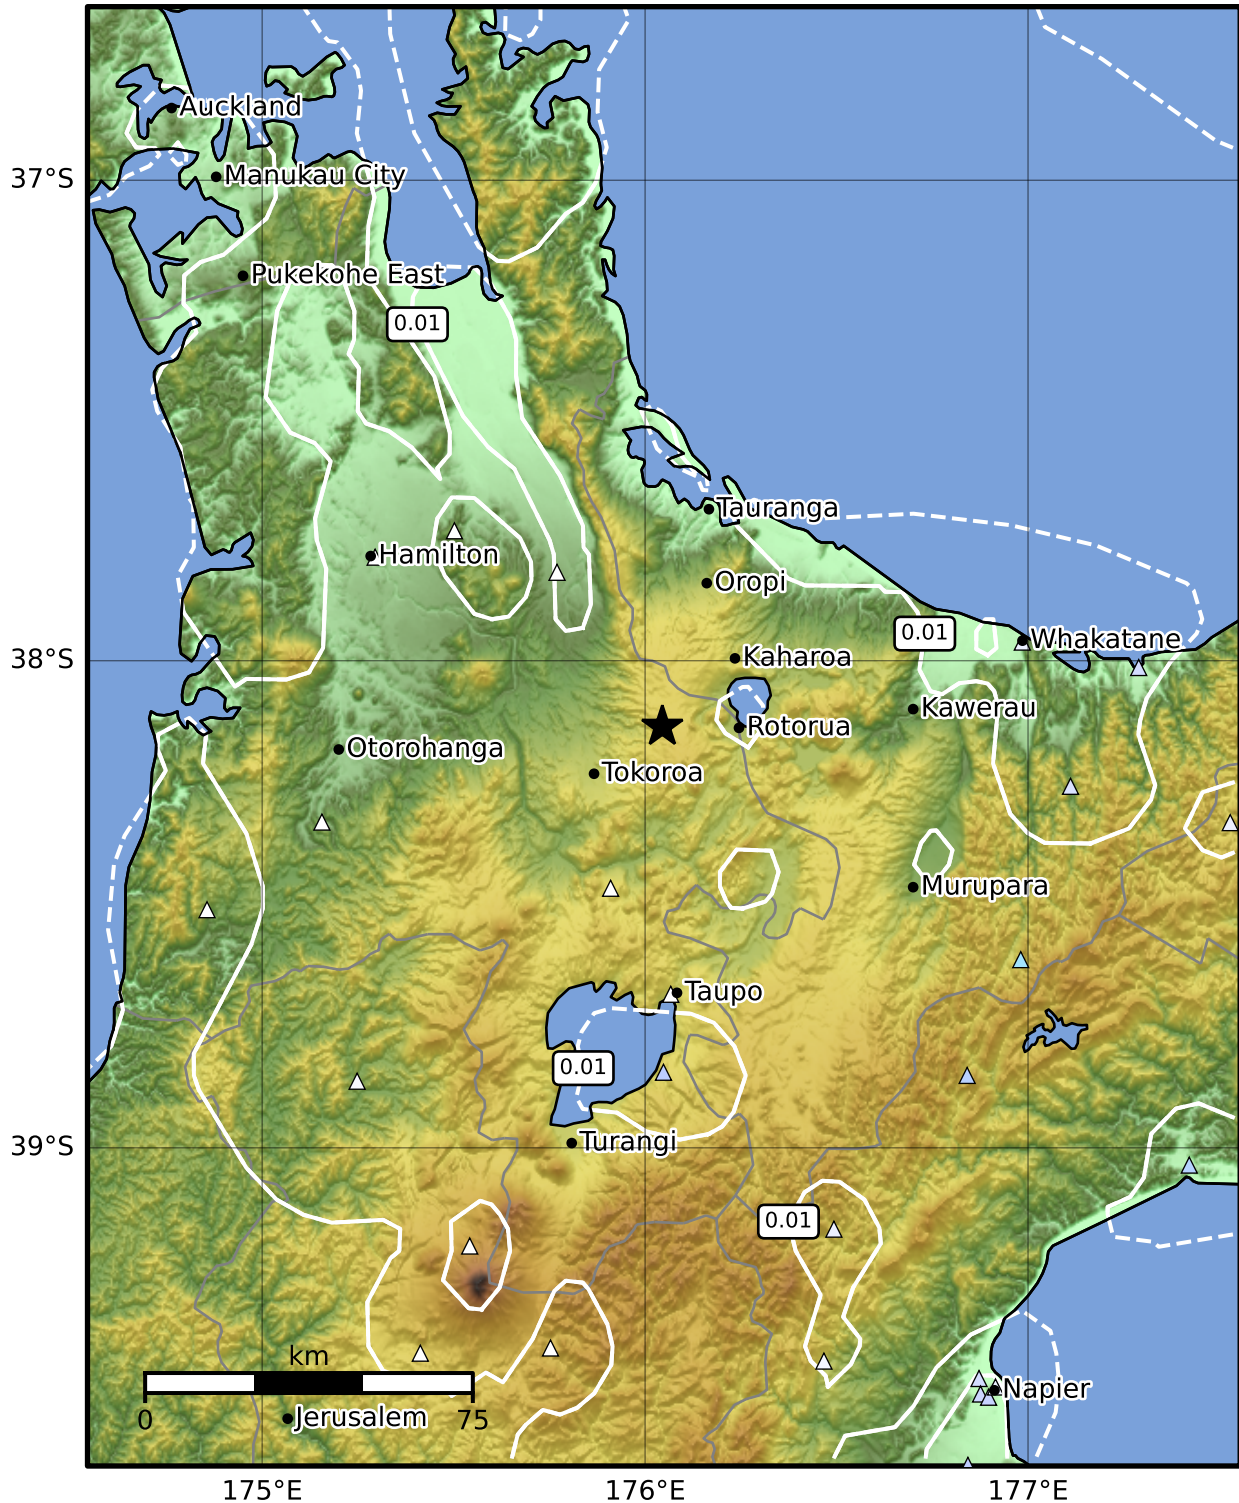 Auckland
37°S
Manukau City
Pukekohe East
0.01
Tauranga
Hamilton
Oropi
0.01
Whakatane
38°S
Kaharoa
Kawerau
Rotorua
Otorohanga
Tokoroa
Murupara
Taupo
0.01
39°S
Turangi
0.01
km
Napier
0
75
Jerusalem
175°E
176°E
177°E